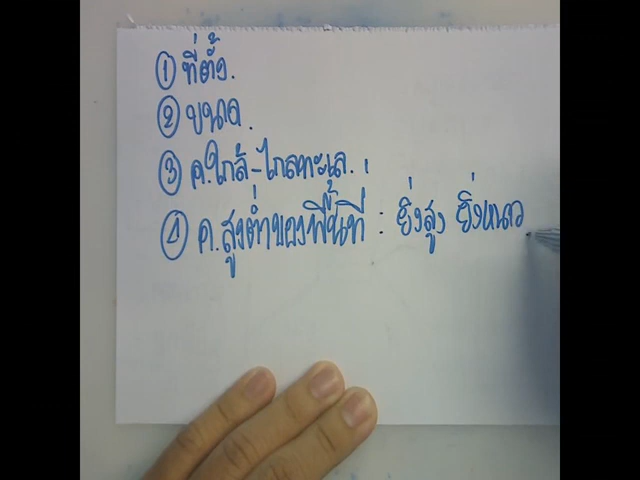 ① ที่ตั้ง.
② ขนาด.
③ ค.ใกล้-ไกลทะเล.
④ ค.สูงต่ำของพื้นที่ : ยิ่งสูง ยิ่งหนาว